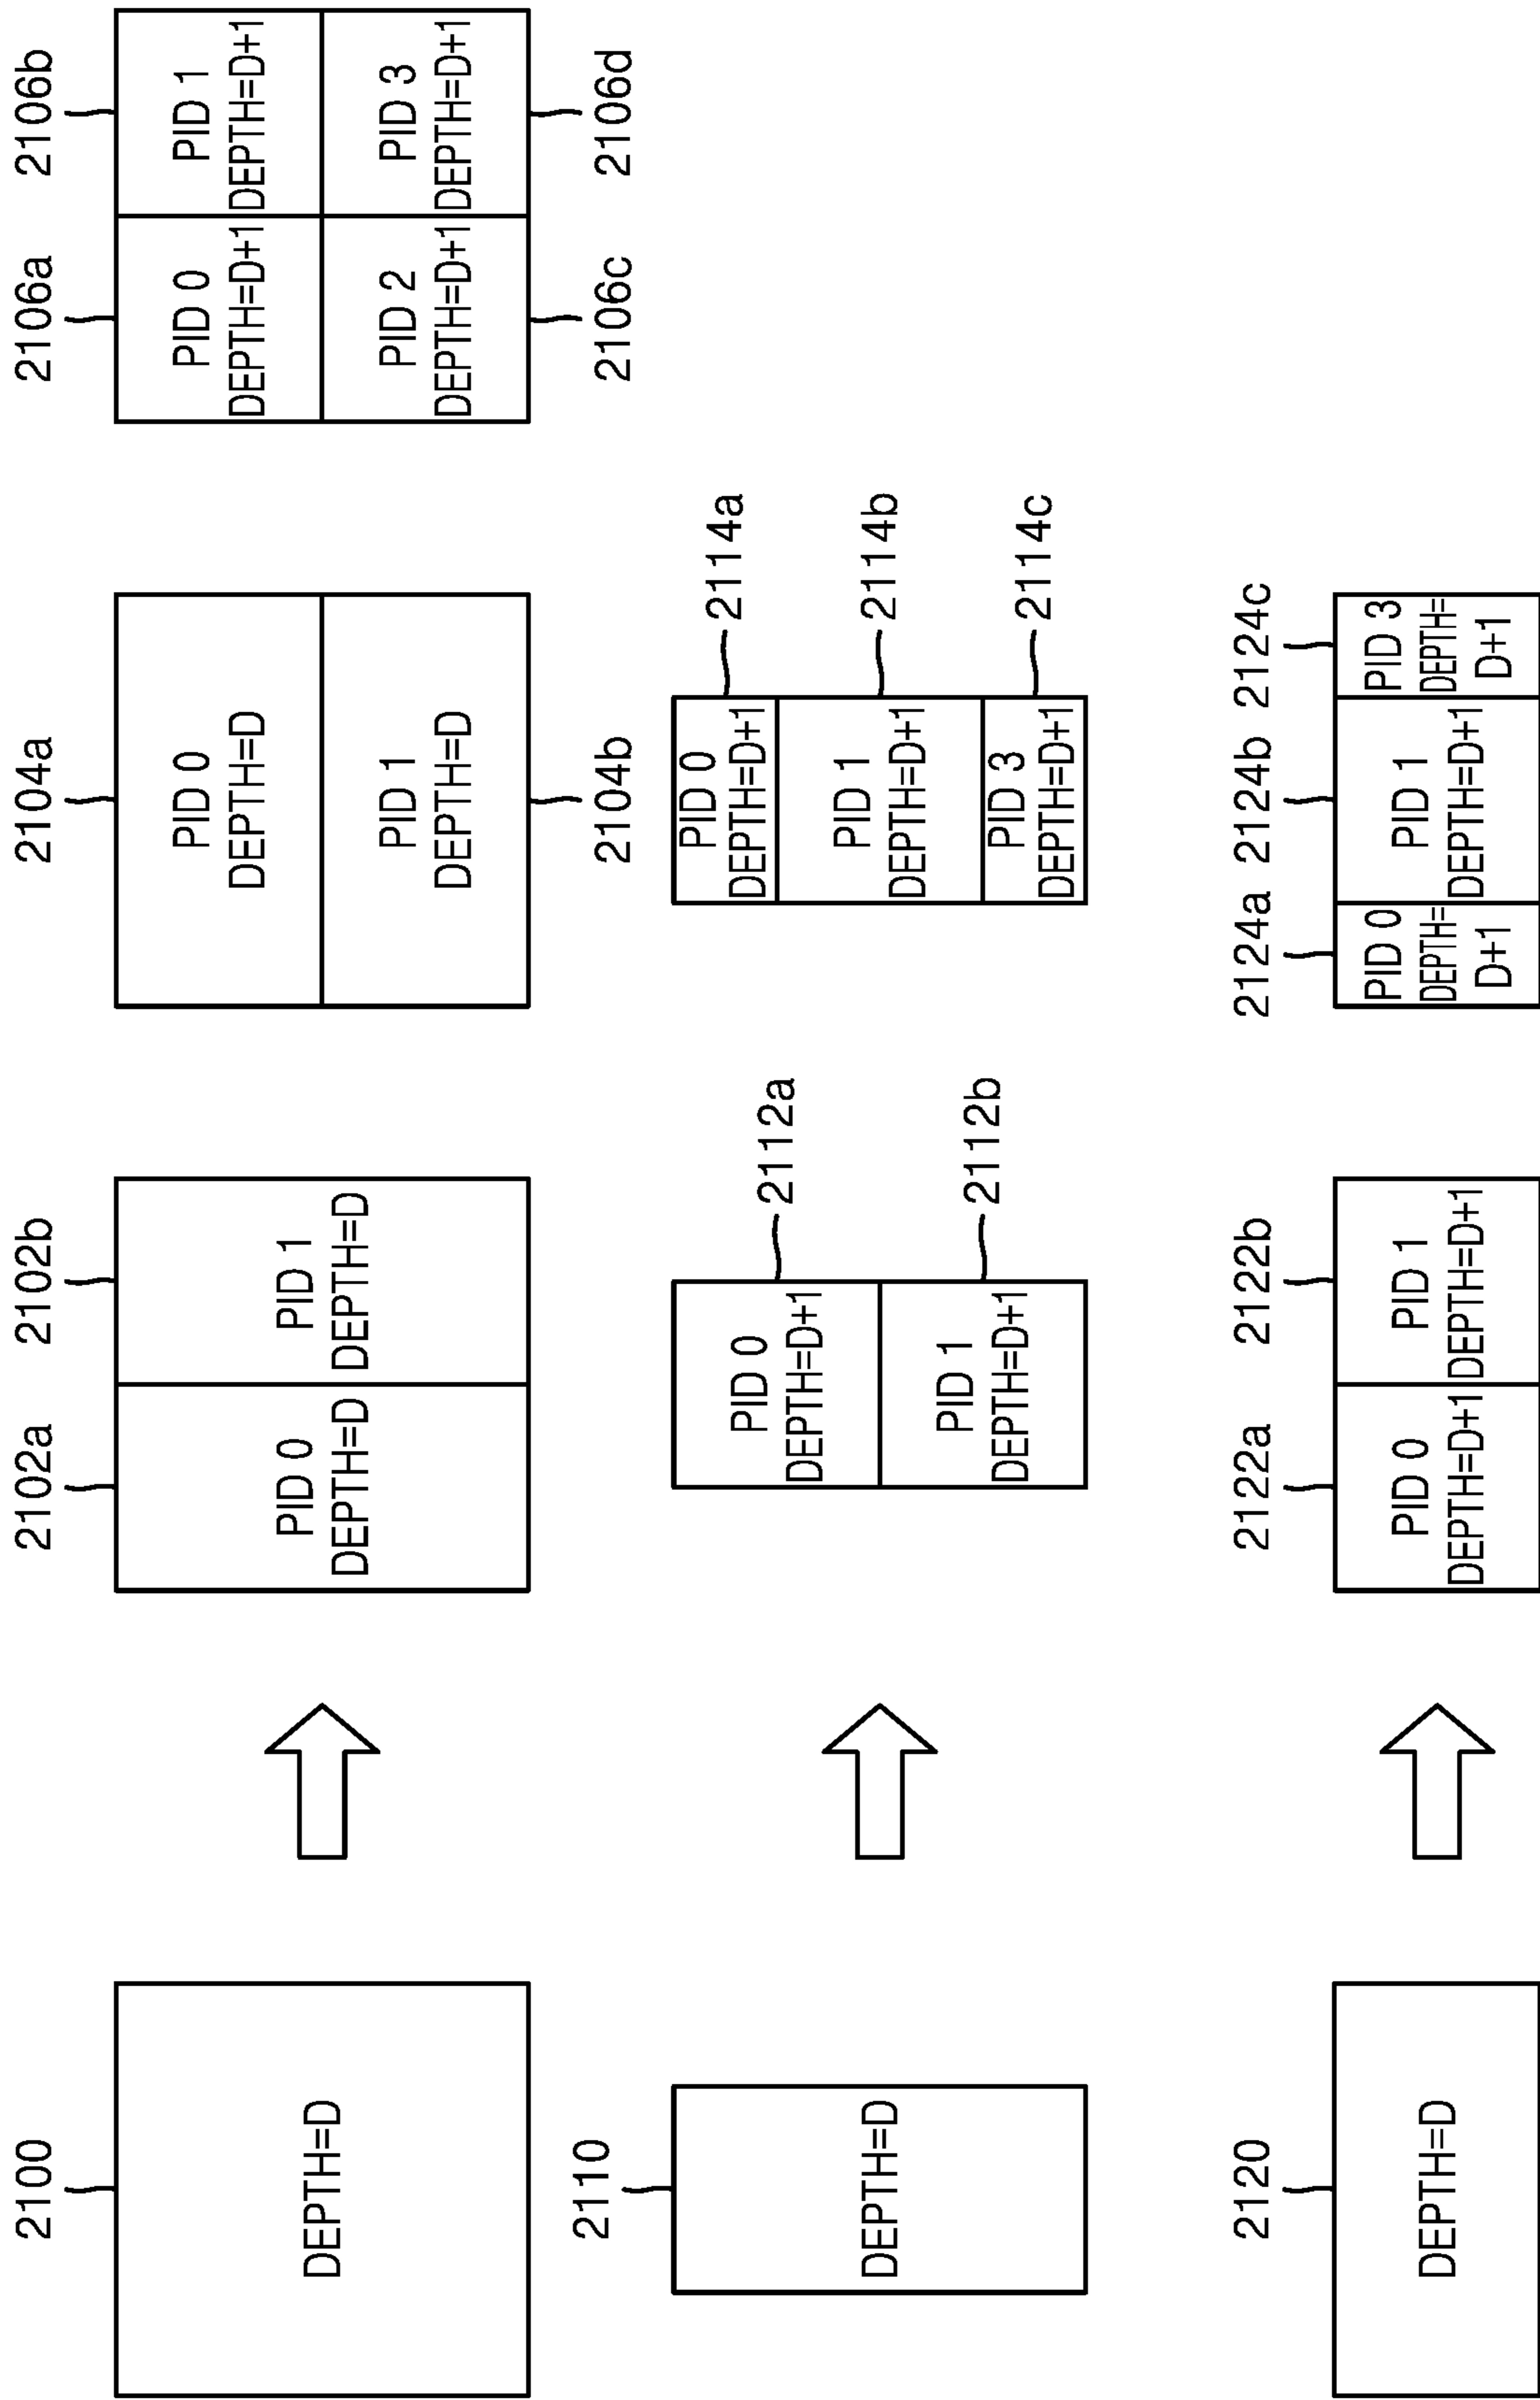 2100
DEPTH=D
2102a
2102b
PID 0
DEPTH=D
PID 1
DEPTH=D
2104a
PID 0
DEPTH=D
PID 1
DEPTH=D
2104b
2106a
2106b
PID 0
DEPTH=D+1
PID 1
DEPTH=D+1
PID 2
DEPTH=D+1
PID 3
DEPTH=D+1
2106c
2106d
2110
DEPTH=D
PID 0
DEPTH=D+1
2112a
PID 1
DEPTH=D+1
2112b
PID 0
DEPTH=D+1
2114a
PID 1
DEPTH=D+1
2114b
PID 3
DEPTH=D+1
2114c
2120
DEPTH=D
2122a
2122b
PID 0
DEPTH=D+1
PID 1
DEPTH=D+1
2124a
2124b
2124c
PID 0
DEPTH=
D+1
PID 1
DEPTH=D+1
PID 3
DEPTH=
D+1